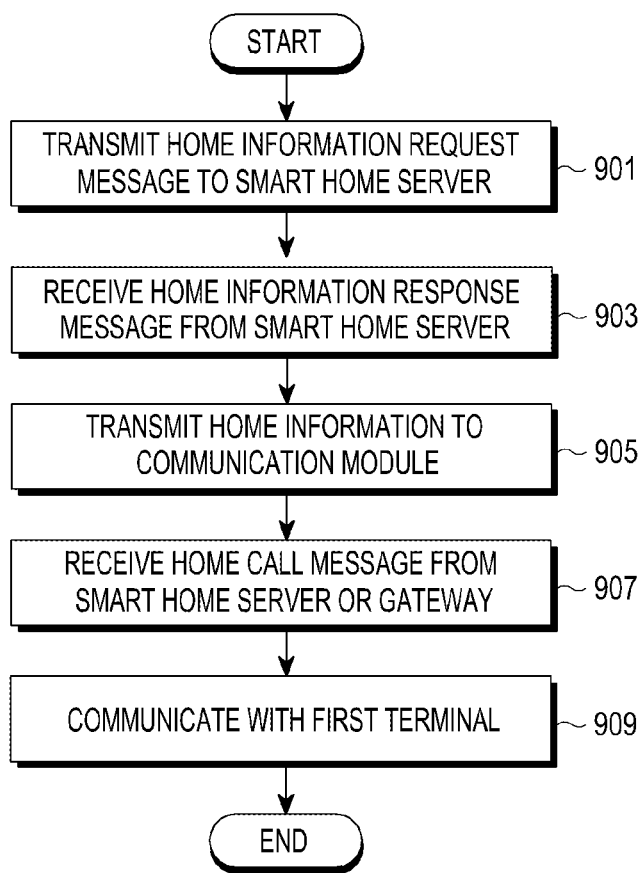 START
TRANSMIT HOME INFORMATION REQUEST
MESSAGE TO SMART HOME SERVER
901
RECEIVE HOME INFORMATION RESPONSE
MESSAGE FROM SMART HOME SERVER
903
TRANSMIT HOME INFORMATION TO
COMMUNICATION MODULE
905
RECEIVE HOME CALL MESSAGE FROM
SMART HOME SERVER OR GATEWAY
907
COMMUNICATE WITH FIRST TERMINAL
909
END